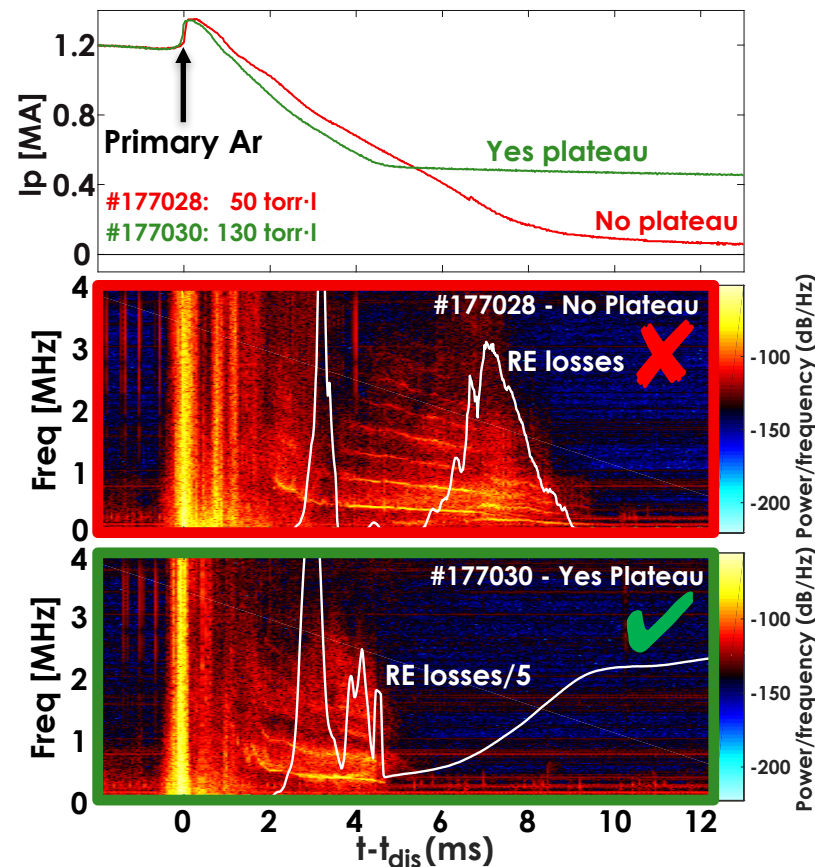 Ip [MA]
1.2
0.8
0.4
0
Primary Ar
Yes plateau
No plateau
#177028: 50 torr·l
#177030: 130 torr·l
Freq [MHz]
4
3
2
1
0
#177028 - No Plateau
RE losses
-100
-150
-200
Power/frequency (dB/Hz)
Freq [MHz]
4
3
2
1
0
#177030 - Yes Plateau
RE losses/5
-100
-150
-200
Power/frequency (dB/Hz)
0 2 4 6 8 10 12
t-tdis (ms)